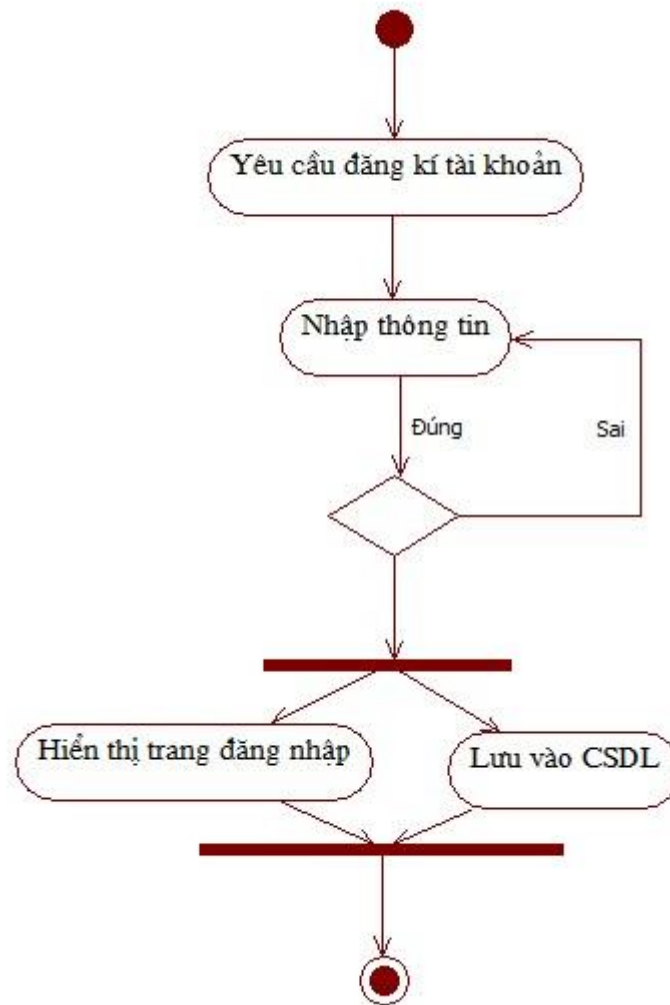 Yêu cầu đăng kí tài khoản
Nhập thông tin
Đúng
Sai
Hiển thị trang đăng nhập
Lưu vào CSDL